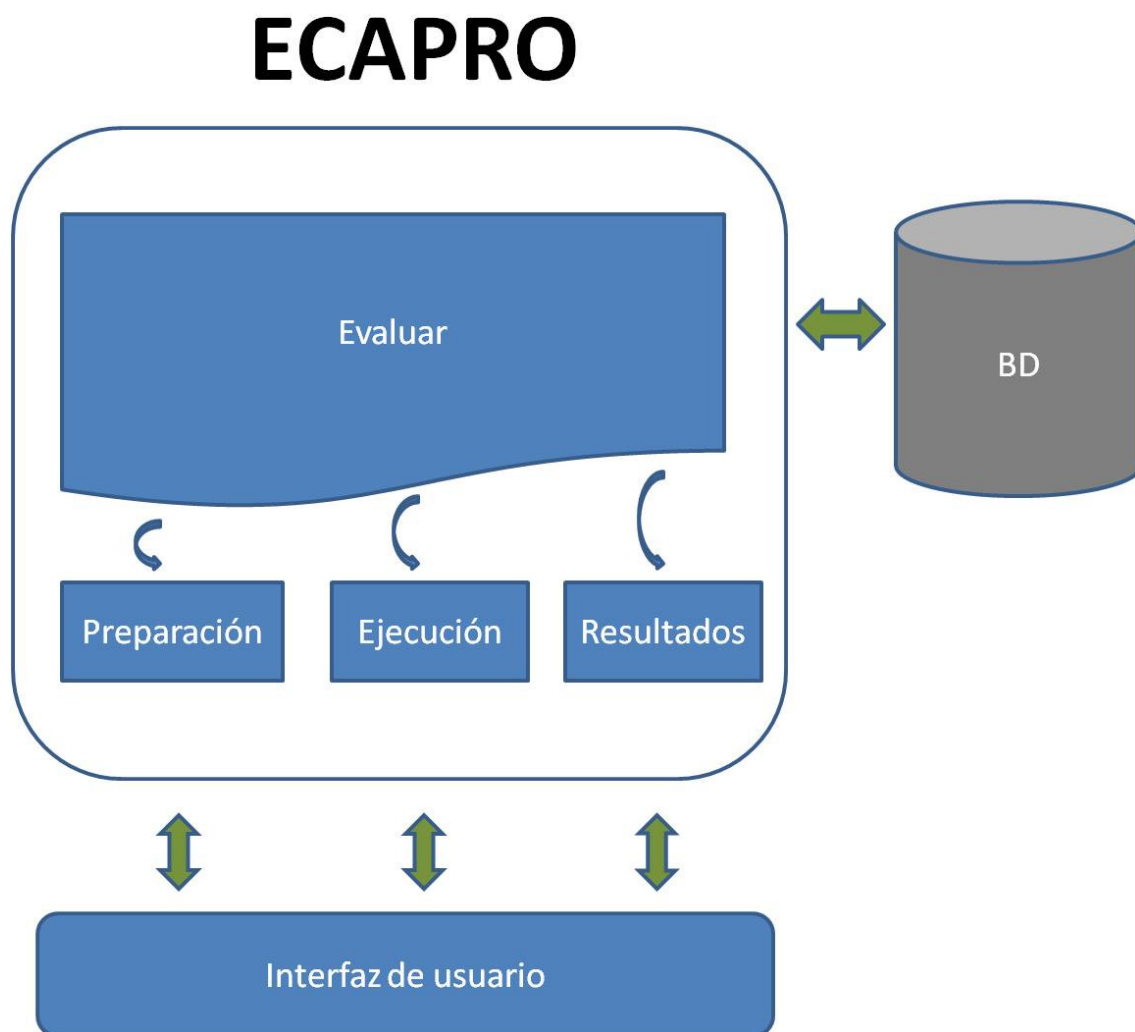 ECAPRO
Evaluar
BD
Preparación
Ejecución
Resultados
Interfaz de usuario